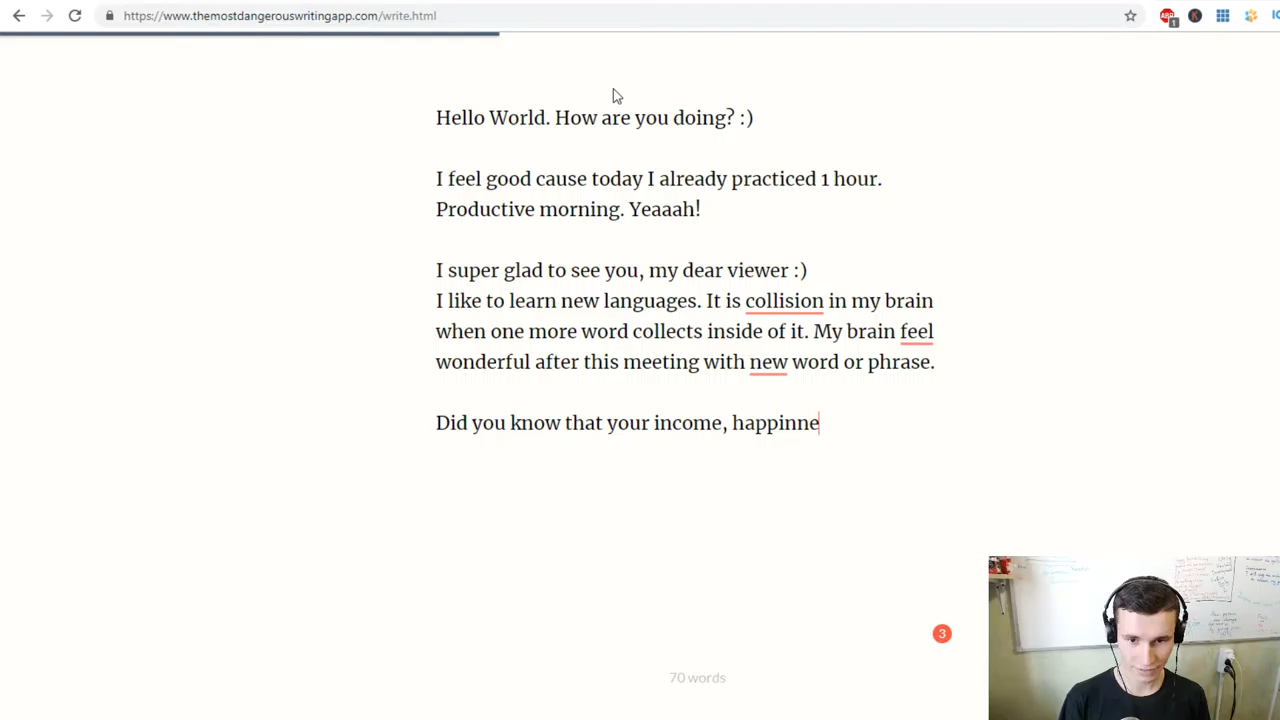 https://www.themostdangerouswritingapp.com/write.html
ABP
1
K
Hello World. How are you doing? :)
I feel good cause today I already practiced 1 hour.
Productive morning. Yeaaah!
I super glad to see you, my dear viewer :)
I like to learn new languages. It is collision in my brain
when one more word collects inside of it. My brain feel
wonderful after this meeting with new word or phrase.
Did you know that your income, happinne
3
70 words